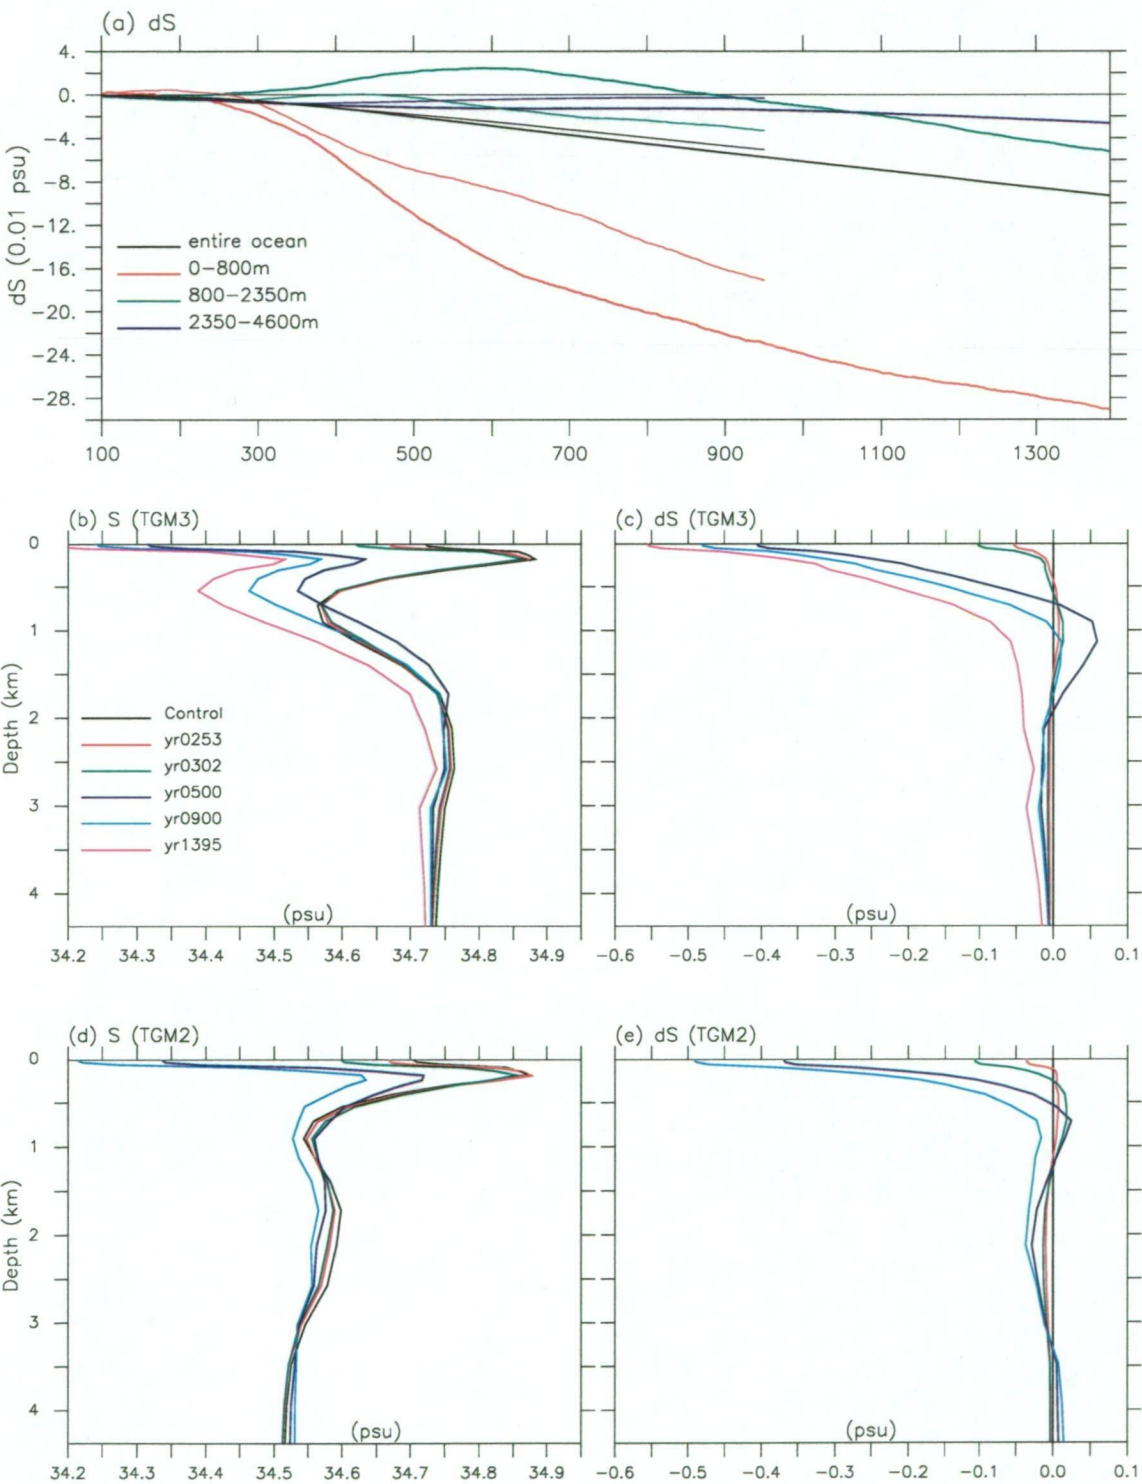 (a) dS
4.
0.
−4.
−8.
−12.
−16.
−20.
−24.
−28.
dS (0.01 psu)
entire ocean
0−800m
800−2350m
2350−4600m
100 300 500 700 900 1100 1300
(b) S (TGM3)
0
1
2
3
4
Depth (km)
Control
yr0253
yr0302
yr0500
yr0900
yr1395
(psu)
34.2 34.3 34.4 34.5 34.6 34.7 34.8 34.9
(c) dS (TGM3)
(psu)
−0.6 −0.5 −0.4 −0.3 −0.2 −0.1 0.0 0.1
(d) S (TGM2)
0
1
2
3
4
Depth (km)
(psu)
34.2 34.3 34.4 34.5 34.6 34.7 34.8 34.9
(e) dS (TGM2)
(psu)
−0.6 −0.5 −0.4 −0.3 −0.2 −0.1 0.0 0.1